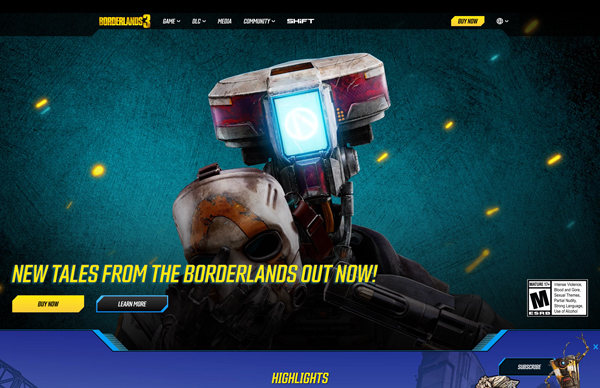 BORDERLANDS 3
GAME
DLC
MEDIA
COMMUNITY
SHiFT
BUY NOW
NEW TALES FROM THE BORDERLANDS OUT NOW!
BUY NOW
LEARN MORE
MATURE 17+
M
ESRB
Intense Violence,
Blood and Gore,
Sexual Themes,
Partial Nudity,
Strong Language,
Use of Alcohol
SUBSCRIBE
HIGHLIGHTS